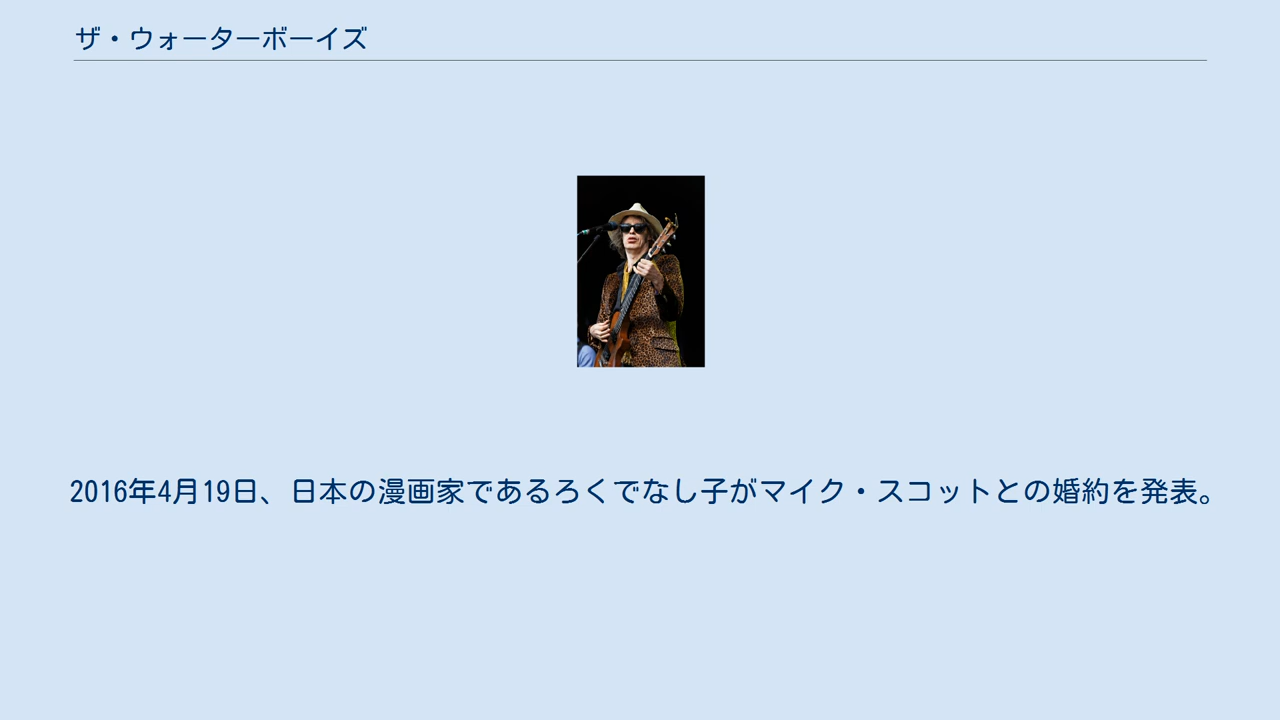 ザ・ウォーターボーイズ
2016年4月19日、日本の漫画家であるろくでなし子がマイク・スコットとの婚約を発表。